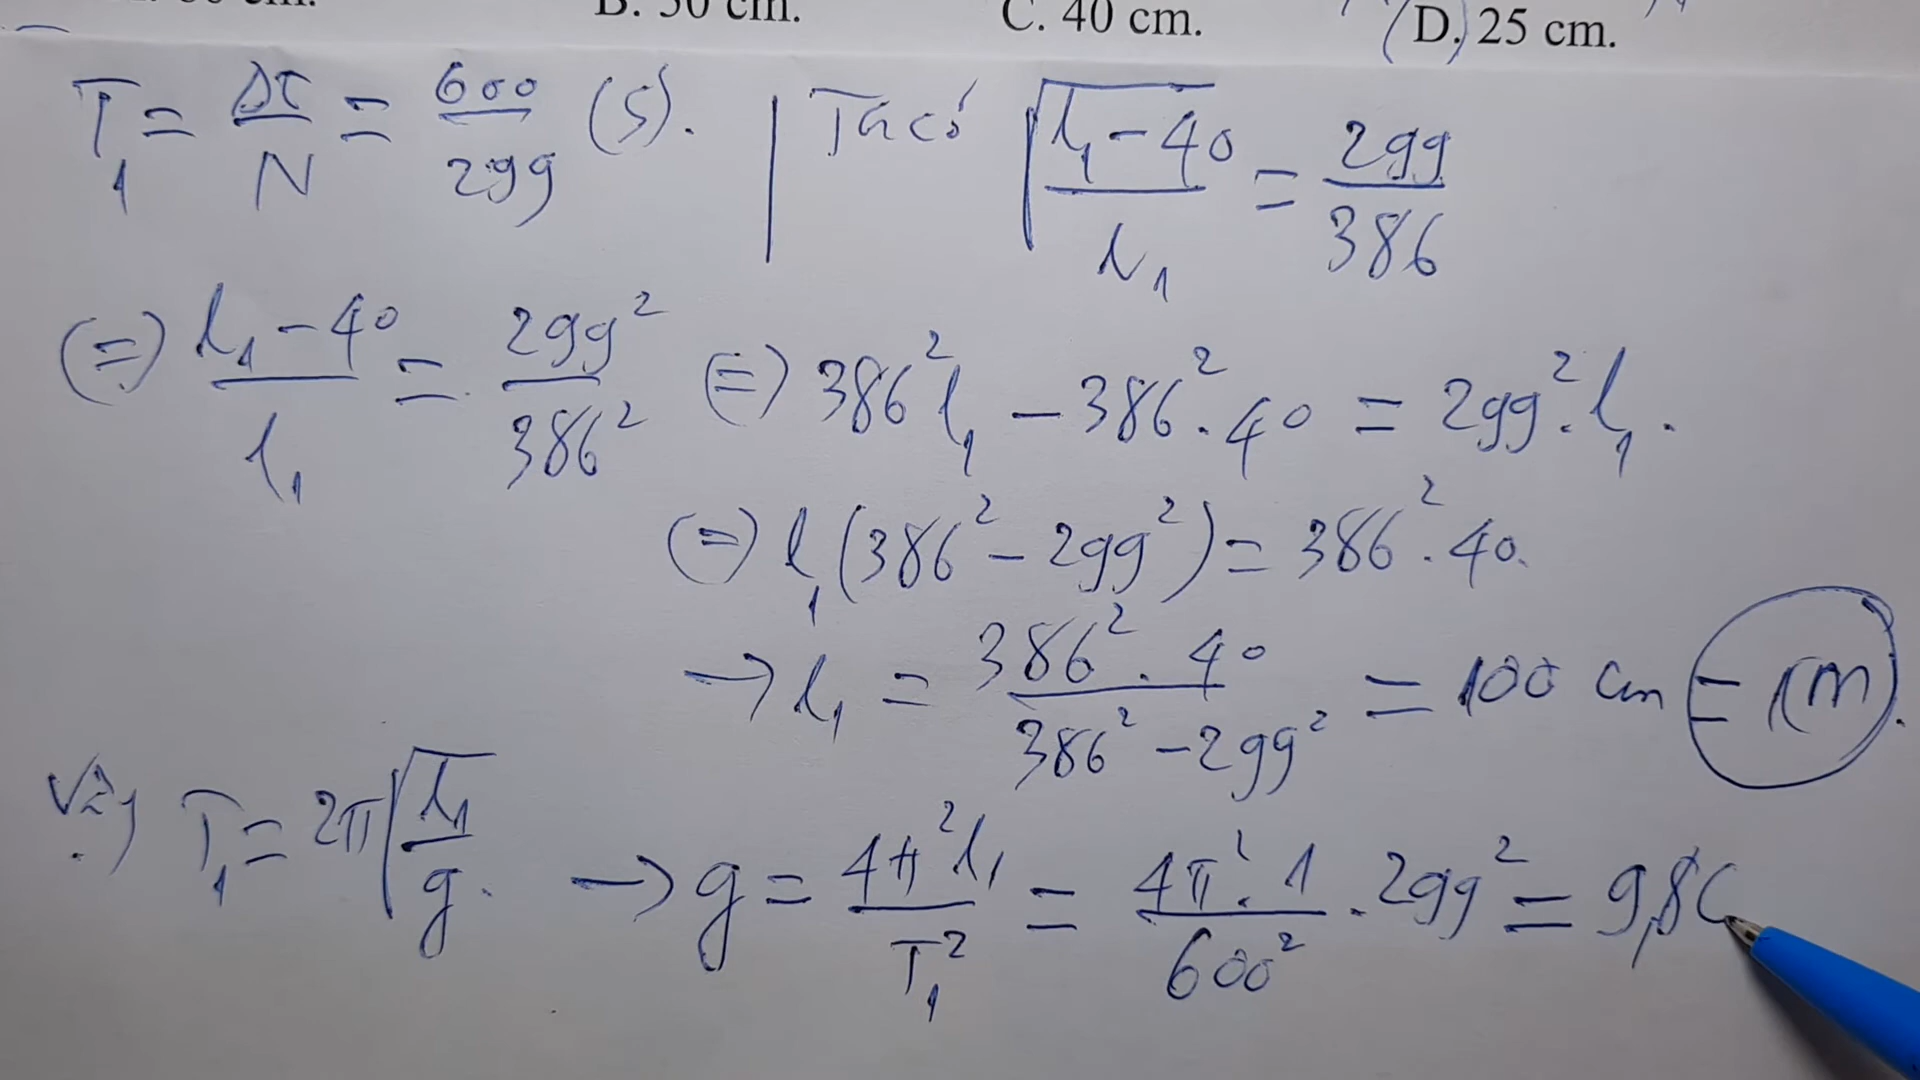 B. 50 cm. C. 40 cm. D. 25 cm.
T₁ = Δt/N = 600/299 (s). | Ta có √((l₁ - 40)/l₁) = 299/386
(=) (l₁ - 40)/l₁ = 299²/386² (=) 386² l₁ - 386² . 40 = 299² . l₁ .
(=) l₁ (386² - 299²) = 386² . 40.
→ l₁ = (386² . 40)/(386² - 299²) = 100 cm = 1m .
Vậy T₁ = 2π√(l₁/g) . → g = 4π² l₁/T₁² = (4π² . 1)/600² . 299² = 9,8